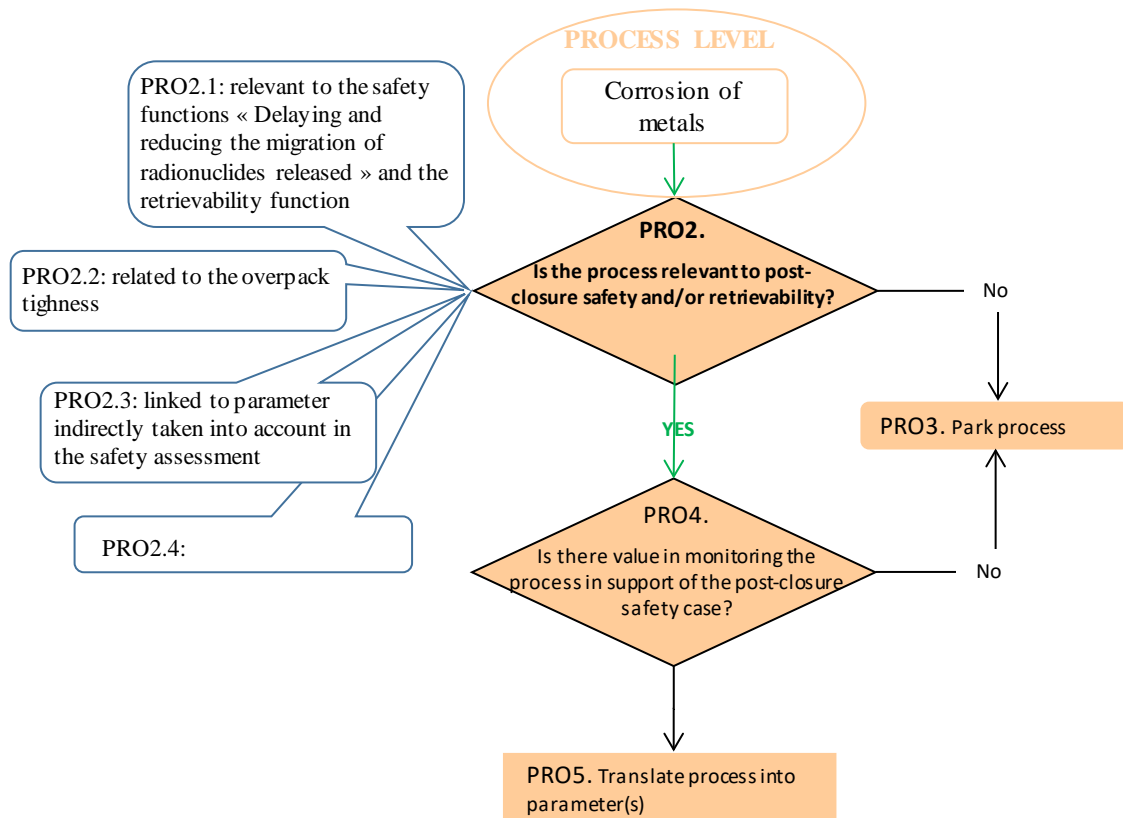 PROCESS LEVEL
Corrosion of
metals
PRO2.1: relevant to the safety
functions « Delaying and
reducing the migration of
radionuclides released » and the
retrievability function
PRO2.2: related to the overpack
tighness
PRO2.3: linked to parameter
indirectly taken into account in
the safety assessment
PRO2.4:
PRO2.
Is the process relevant to post-
closure safety and/or retrievability?
No
YES
PRO3. Park process
PRO4.
Is there value in monitoring the
process in support of the post-closure
safety case?
No
PRO5. Translate process into
parameter(s)